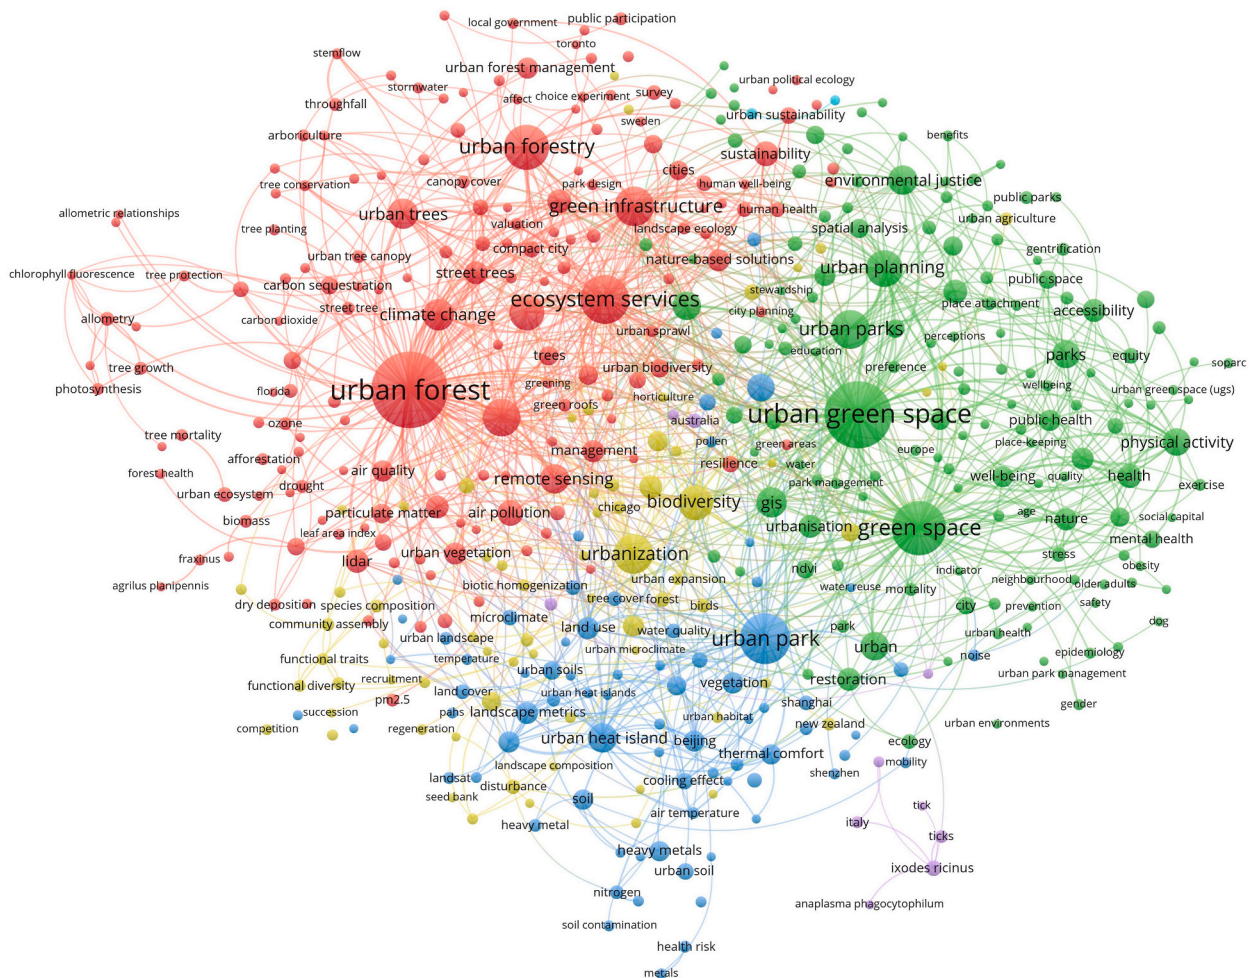 local government
public participation
toronto
stemflow
urban forest management
urban political ecology
stormwater
affect
choice experiment
survey
throughfall
urban sustainability
sweden
arboriculture
benefits
urban forestry
sustainability
cities
environmental justice
canopy cover
park design
human well-being
tree conservation
public parks
allometric relationships
urban trees
green infrastructure
human health
urban agriculture
tree planting
valuation
landscape ecology
spatial analysis
compact city
gentrification
urban tree canopy
nature-based solutions
urban planning
chlorophyll fluorescence
tree protection
street trees
public space
carbon sequestration
stewardship
ecosystem services
place attachment
street tree
city planning
accessibility
allometry
carbon dioxide
climate change
urban sprawl
urban parks
perceptions
education
trees
parks
equity
tree growth
urban biodiversity
preference
soparc
photosynthesis
florida
greening
wellbeing
urban forest
horticulture
urban green space (ugs)
green roofs
urban green space
ozone
australia
public health
tree mortality
pollen
green areas
place-keeping
physical activity
management
europe
afforestation
resilience
water
forest health
air quality
remote sensing
park management
well-being
quality
health
drought
exercise
urban ecosystem
biodiversity
gis
chicago
age
particulate matter
air pollution
social capital
biomass
urbanisation
green space
nature
leaf area index
mental health
urban vegetation
urbanization
stress
fraxinus
lidar
ndvi
indicator
obesity
agrilus planipennis
biotic homogenization
urban expansion
water reuse
mortality
neighbourhood
older adults
tree cover
forest
dry deposition
species composition
birds
city
prevention
safety
community assembly
microclimate
land use
water quality
park
dog
urban landscape
urban park
urban health
urban microclimate
urban
functional traits
temperature
noise
epidemiology
urban soils
recruitment
vegetation
restoration
urban park management
functional diversity
land cover
urban heat islands
pm2.5
shanghai
gender
succession
pahs
landscape metrics
urban habitat
competition
regeneration
new zealand
urban environments
urban heat island
beijing
ecology
thermal comfort
landscape composition
mobility
landsat
cooling effect
shenzhen
disturbance
seed bank
soil
tick
air temperature
italy
heavy metal
ticks
heavy metals
urban soil
ixodes ricinus
nitrogen
anaplasma phagocytophilum
soil contamination
health risk
metals